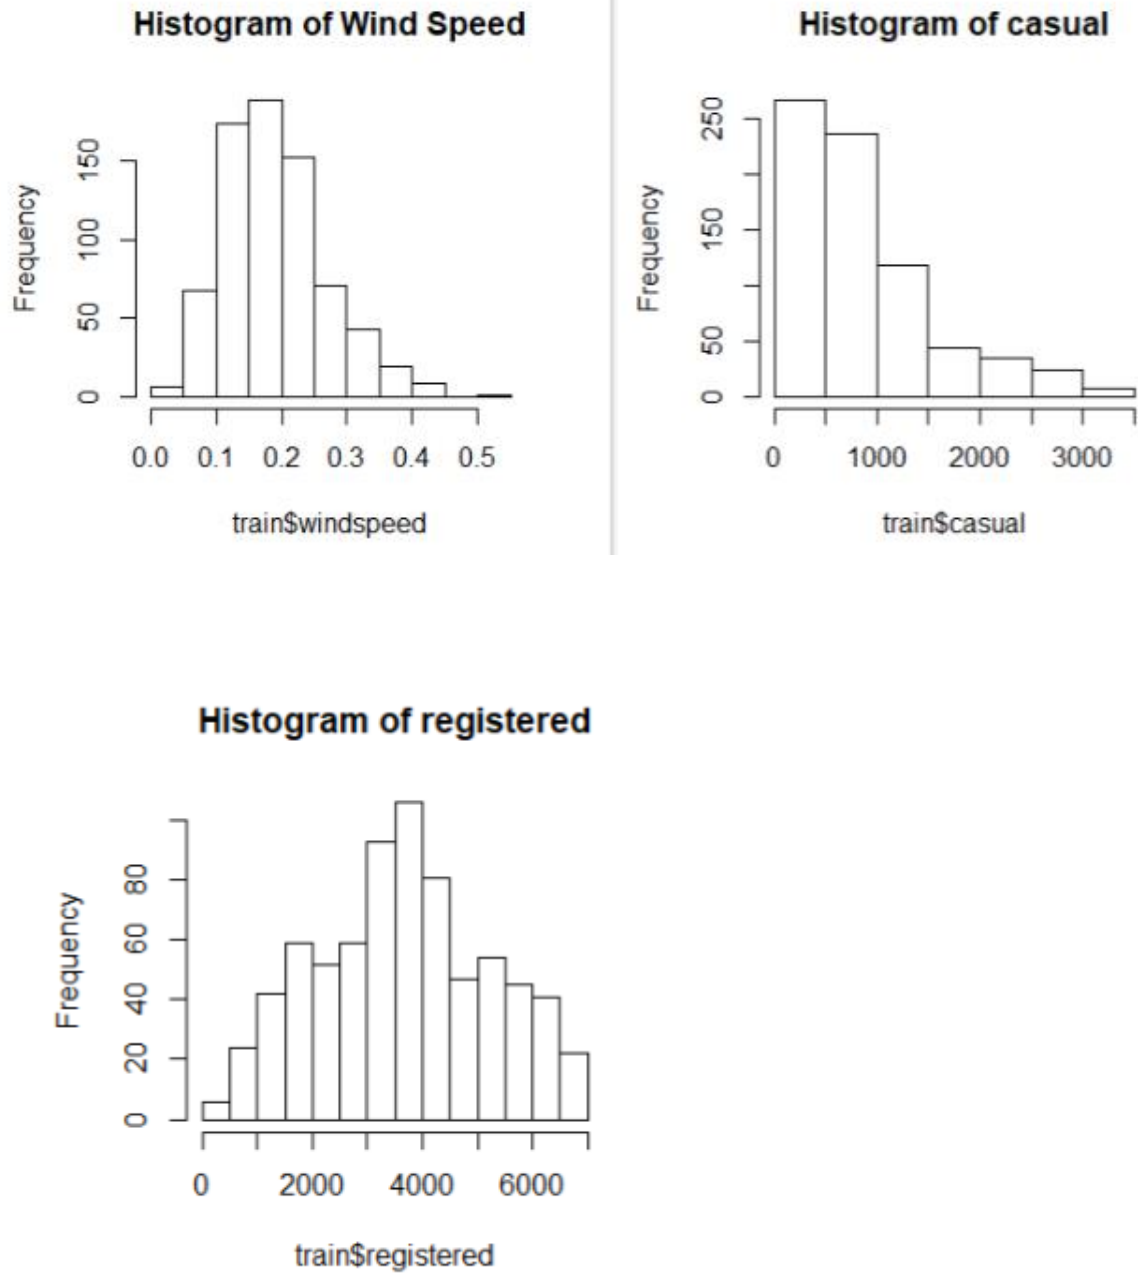 Histogram of Wind Speed
Frequency
150
100
50
0
0.0 0.1 0.2 0.3 0.4 0.5
train$windspeed
Histogram of casual
Frequency
250
150
50
0
0 1000 2000 3000
train$casual
Histogram of registered
Frequency
80
60
40
20
0
0 2000 4000 6000
train$registered